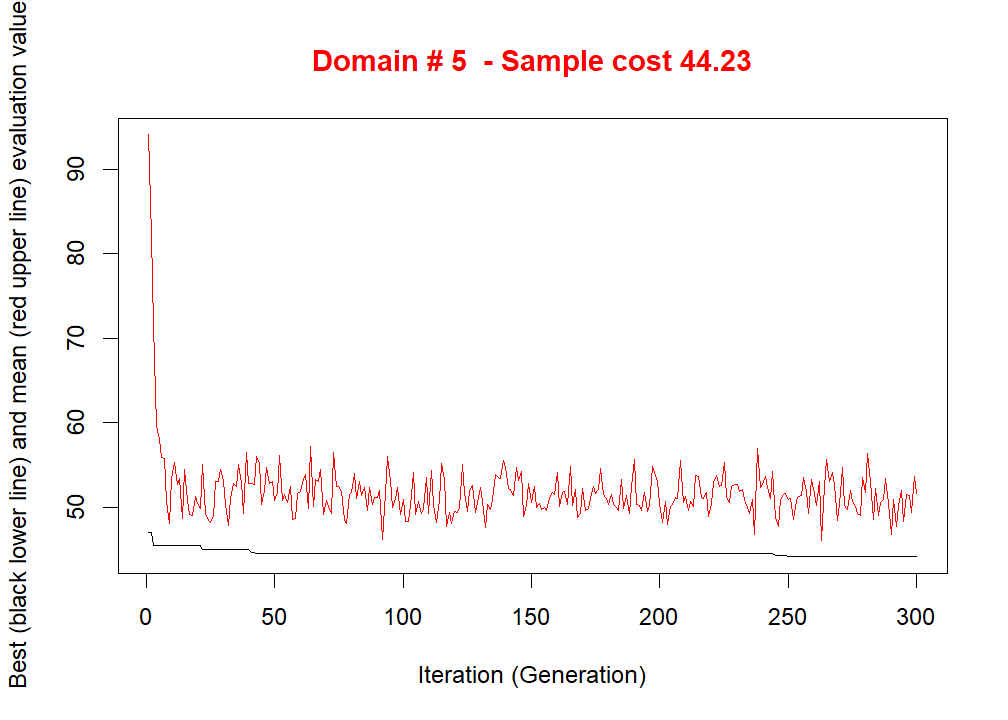 Domain # 5  - Sample cost 44.23
Best (black lower line) and mean (red upper line) evaluation value
90
80
70
60
50
0 50 100 150 200 250 300
Iteration (Generation)